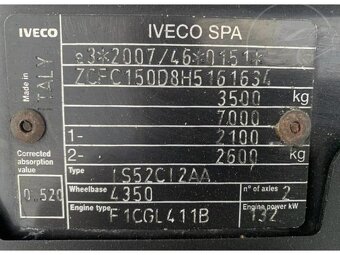 IVECO IVECO SPA
e3*2007/46*0151*
ZCFC150D8H5161634
Made in ITALY
3500 kg
7000
1- 2100
2- 2600 kg
Corrected absorption value
0.520
Type IS52CI2AA
Wheelbase 4350 n° of axles 2
Engine type F1CGL411B Engine power kW 132